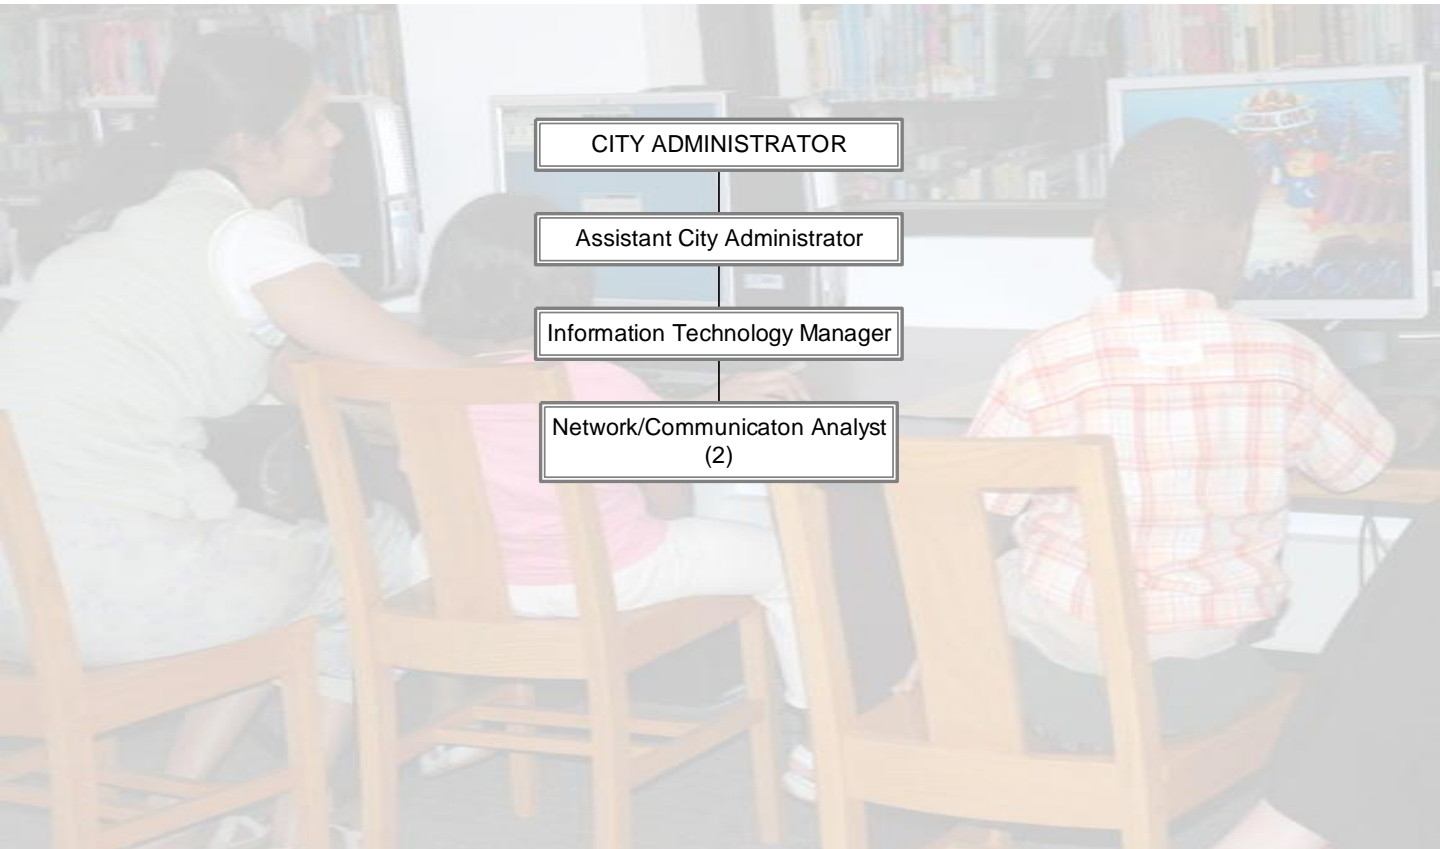 CITY ADMINISTRATOR
Assistant City Administrator
Information Technology Manager
Network/Communicaton Analyst
(2)